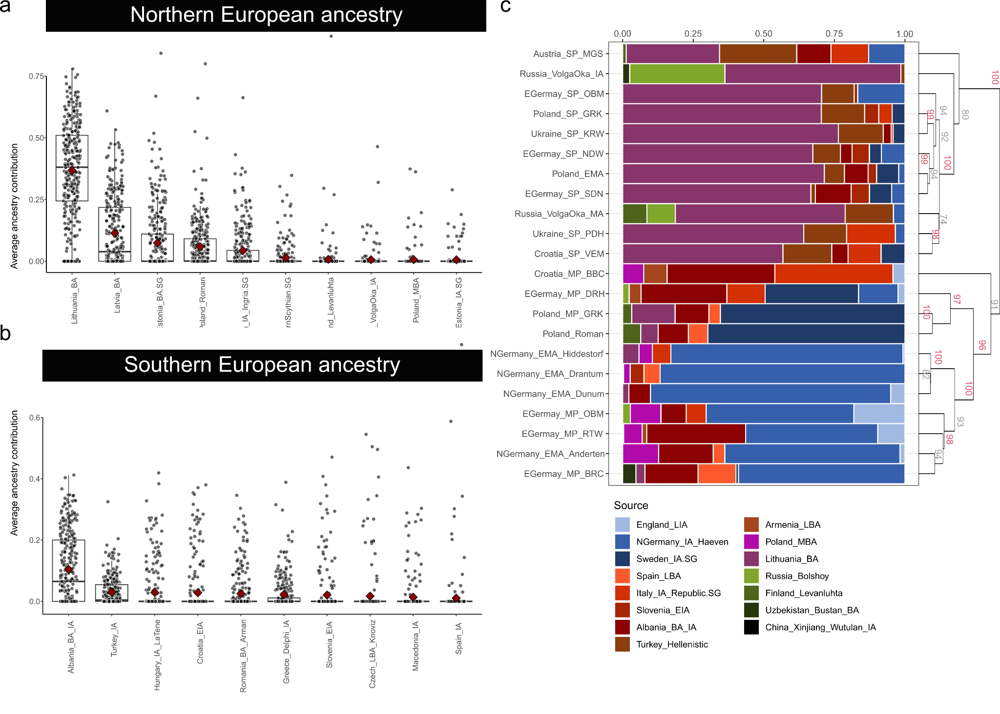 a
Northern European ancestry
Average ancestry contribution
0.75
0.50
0.25
0.00
Lithuania_BA
Latvia_BA
Poland_Roman
VolgaOka_IA
Poland_MBA
Estonia_IA.SG
b
Southern European ancestry
Average ancestry contribution
0.6
0.4
0.2
0.0
Albania_BA_IA
Turkey_IA
Hungary_IA_LaTene
Croatia_EIA
Romania_BA_Arman
Greece_Delphi_IA
Slovenia_EIA
Czech_LBA_Knoviz
Macedonia_IA
Spain_IA
c
0.00 0.25 0.50 0.75 1.00
Austria_SP_MGS
Russia_VolgaOka_IA
EGermay_SP_OBM
Poland_SP_GRK
Ukraine_SP_KRW
EGermay_SP_NDW
Poland_EMA
EGermay_SP_SDN
Russia_VolgaOka_MA
Ukraine_SP_PDH
Croatia_SP_VEM
Croatia_MP_BBC
EGermay_MP_DRH
Poland_MP_GRK
Poland_Roman
NGermany_EMA_Hiddestorf
NGermany_EMA_Drantum
NGermany_EMA_Dunum
EGermay_MP_OBM
EGermay_MP_RTW
NGermany_EMA_Anderten
EGermay_MP_BRC
100
80
94
99
92
100
99
94
74
98
91
97
100
96
100
82
100
93
98
94
Source
England_LIA
NGermany_IA_Haeven
Sweden_IA.SG
Spain_LBA
Italy_IA_Republic.SG
Slovenia_EIA
Albania_BA_IA
Turkey_Hellenistic
Armenia_LBA
Poland_MBA
Lithuania_BA
Russia_Bolshoy
Finland_Levanluhta
Uzbekistan_Bustan_BA
China_Xinjiang_Wutulan_IA